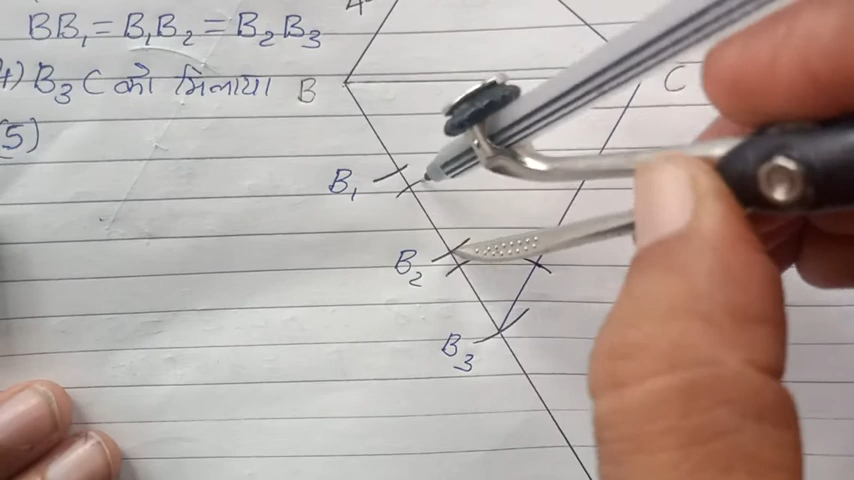 BB₁ = B₁B₂ = B₂B₃
4) B₃C को मिलाया
(5)
B
C
B₁
B₂
B₃